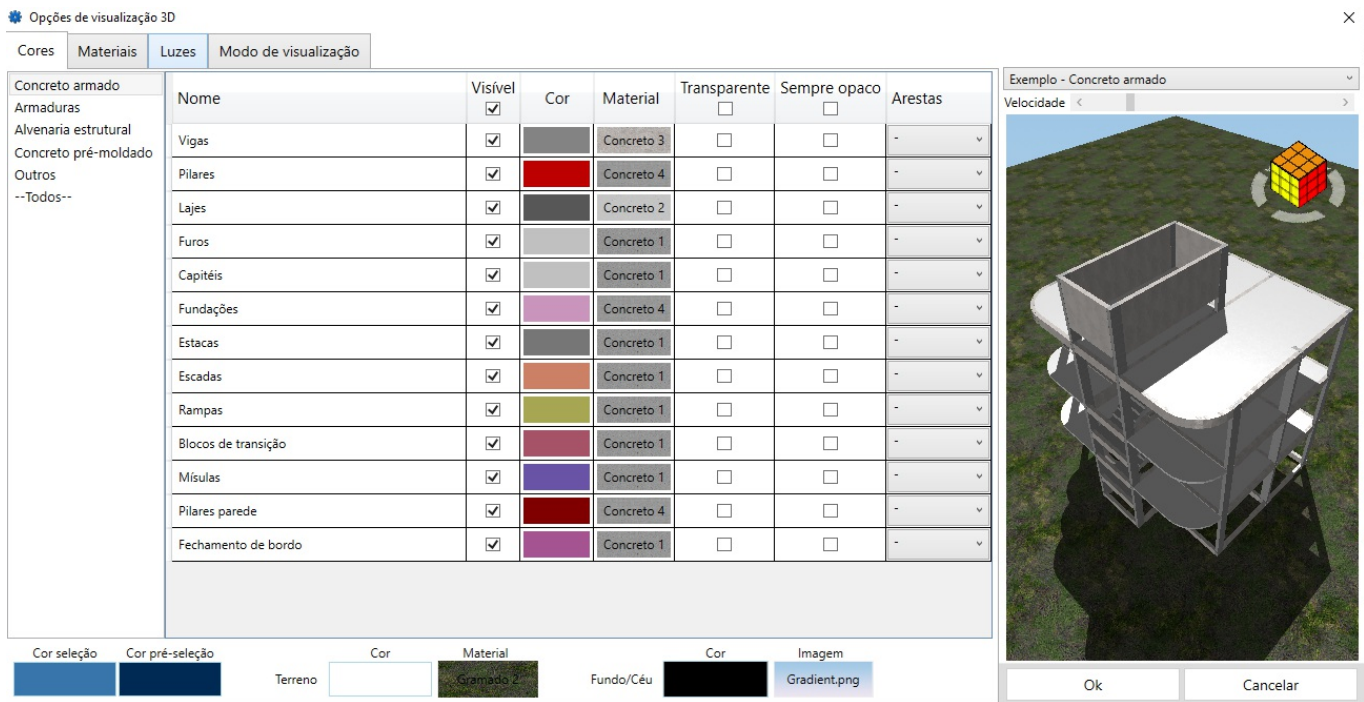 Opções de visualização 3D
Cores Materiais Luzes Modo de visualização
Concreto armado
Armaduras
Alvenaria estrutural
Concreto pré-moldado
Outros
--Todos--
Nome Visível Cor Material Transparente Sempre opaco Arestas
Vigas Concreto 3 -
Pilares Concreto 4 -
Lajes Concreto 2 -
Furos Concreto 1 -
Capitéis Concreto 1 -
Fundações Concreto 4 -
Estacas Concreto 1 -
Escadas Concreto 1 -
Rampas Concreto 1 -
Blocos de transição Concreto 1 -
Mísulas Concreto 1 -
Pilares parede Concreto 4 -
Fechamento de bordo Concreto 1 -
Exemplo - Concreto armado
Velocidade
Cor seleção Cor pré-seleção Cor Material Cor Imagem
Terreno Gramado 2 Fundo/Céu Gradient.png
Ok Cancelar